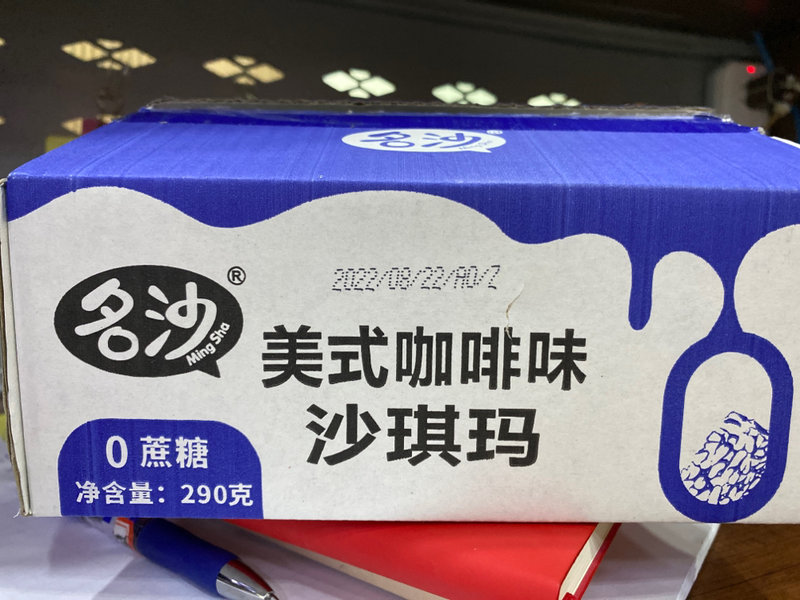 名沙
2022/08/22/A0/Z
名沙®
Ming Sha
美式咖啡味
沙琪玛
0蔗糖
净含量：290克